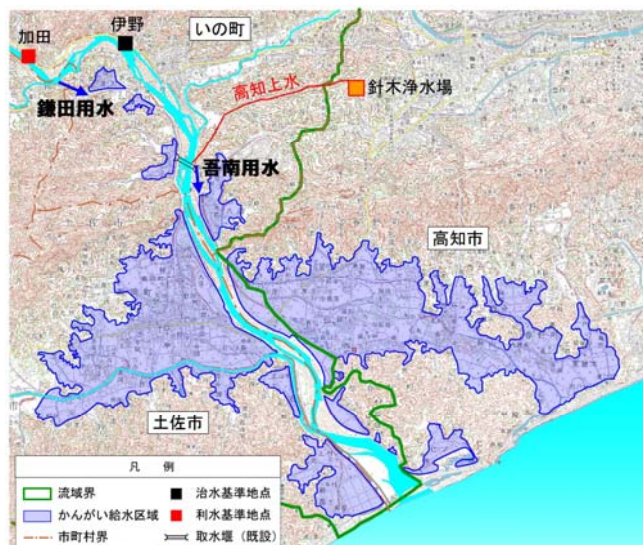 伊野
加田
いの町
高知上水
針木浄水場
鎌田用水
吾南用水
高知市
土佐市
凡 例
流域界
治水基準地点
かんがい給水区域
利水基準地点
市町村界
取水堰（既設）